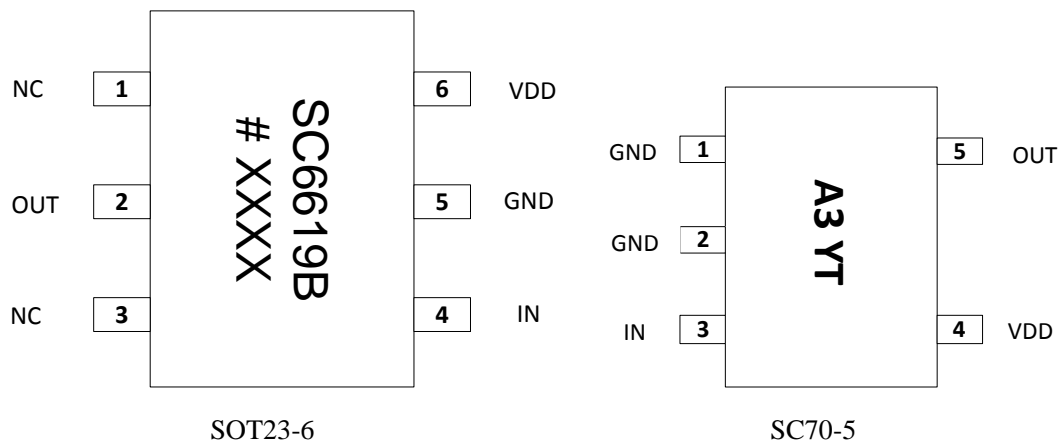 NC 1 6 VDD
OUT 2 5 GND
NC 3 4 IN
SC6619B
# XXXX
SOT23-6
GND 1 5 OUT
GND 2
IN 3 4 VDD
A3 YT
SC70-5